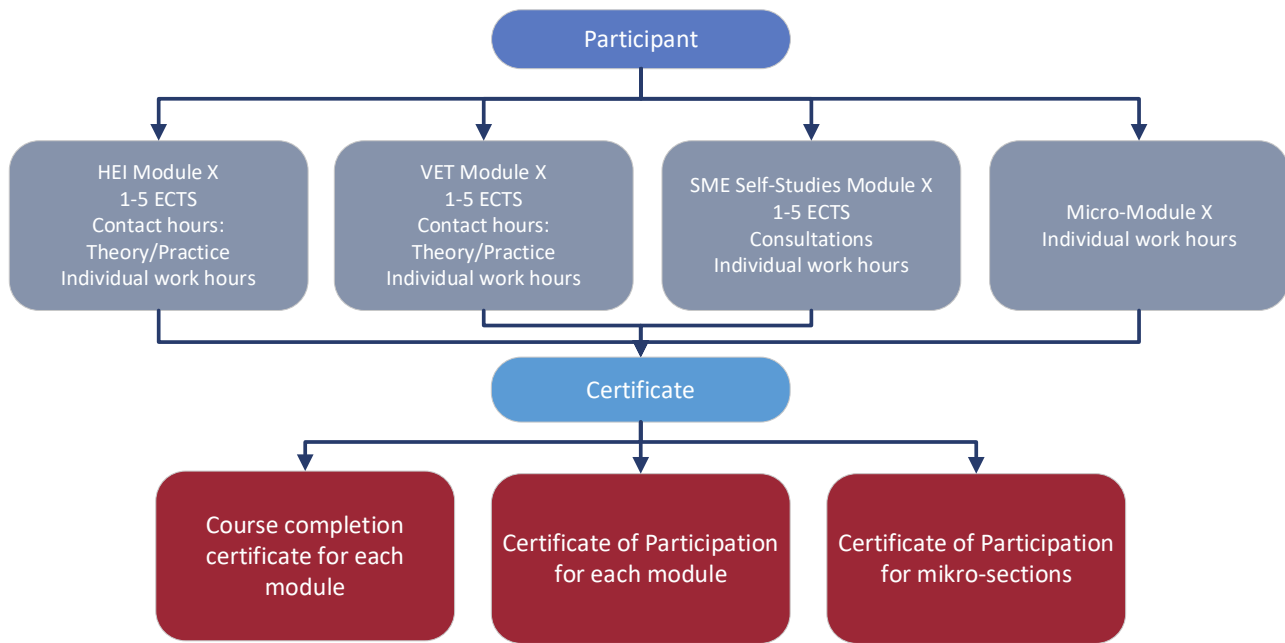 Participant
HEI Module X
1-5 ECTS
Contact hours:
Theory/Practice
Individual work hours
VET Module X
1-5 ECTS
Contact hours:
Theory/Practice
Individual work hours
SME Self-Studies Module X
1-5 ECTS
Consultations
Individual work hours
Micro-Module X
Individual work hours
Certificate
Course completion
certificate for each
module
Certificate of Participation
for each module
Certificate of Participation
for mikro-sections